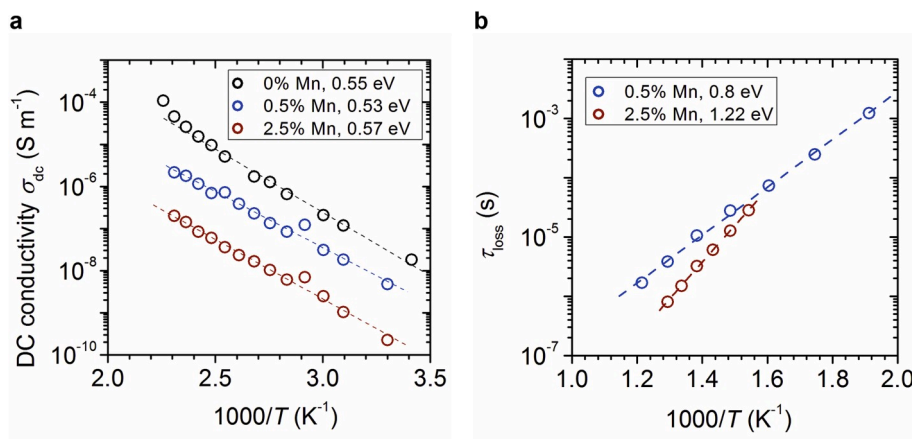 a
0% Mn, 0.55 eV
0.5% Mn, 0.53 eV
2.5% Mn, 0.57 eV
DC conductivity σdc (S m⁻¹)
10⁻⁴
10⁻⁶
10⁻⁸
10⁻¹⁰
2.0 2.5 3.0 3.5
1000/T (K⁻¹)
b
0.5% Mn, 0.8 eV
2.5% Mn, 1.22 eV
τloss (s)
10⁻³
10⁻⁵
10⁻⁷
1.0 1.2 1.4 1.6 1.8 2.0
1000/T (K⁻¹)